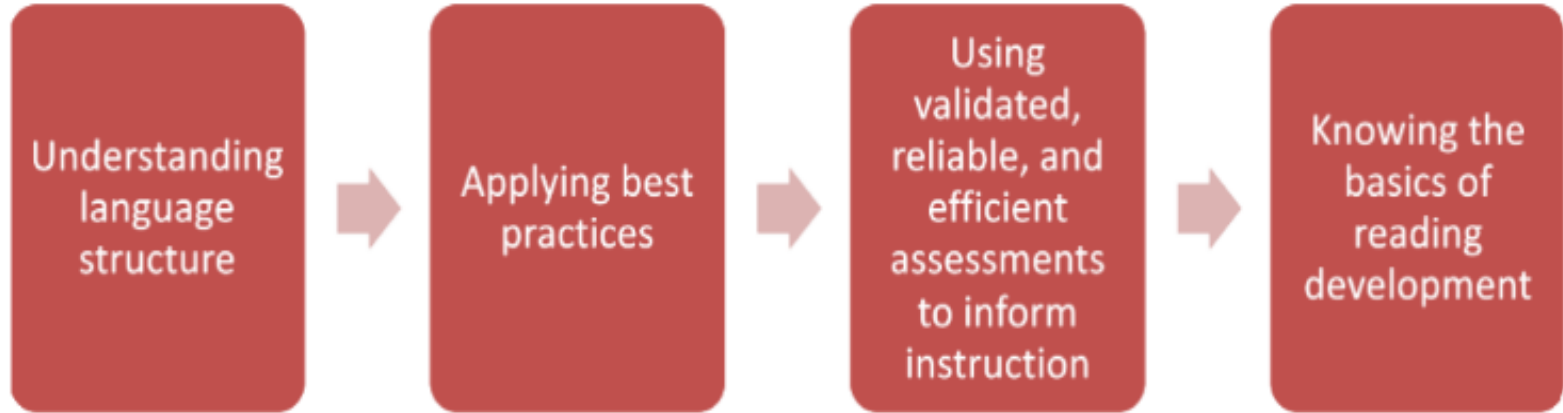 Understanding
language
structure
Applying best
practices
Using
validated,
reliable, and
efficient
assessments
to inform
instruction
Knowing the
basics of
reading
development